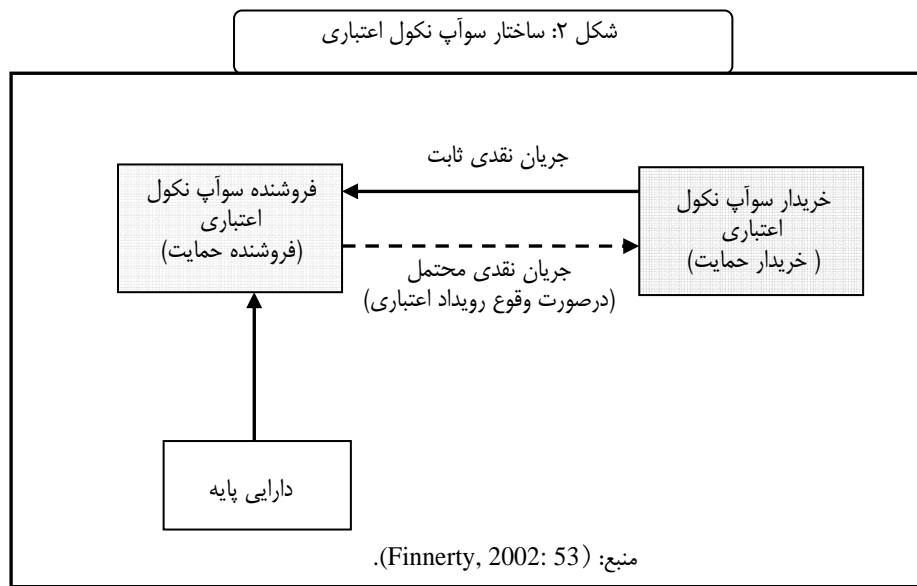 شکل ۲: ساختار سوآپ نکول اعتباری
جریان نقدی ثابت
خریدار سوآپ نکول
اعتباری
( خریدار حمایت)
فروشنده سوآپ نکول
اعتباری
(فروشنده حمایت)
جریان نقدی محتمل
(درصورت وقوع رویداد اعتباری)
دارایی پایه
منبع: (Finnerty, 2002: 53).